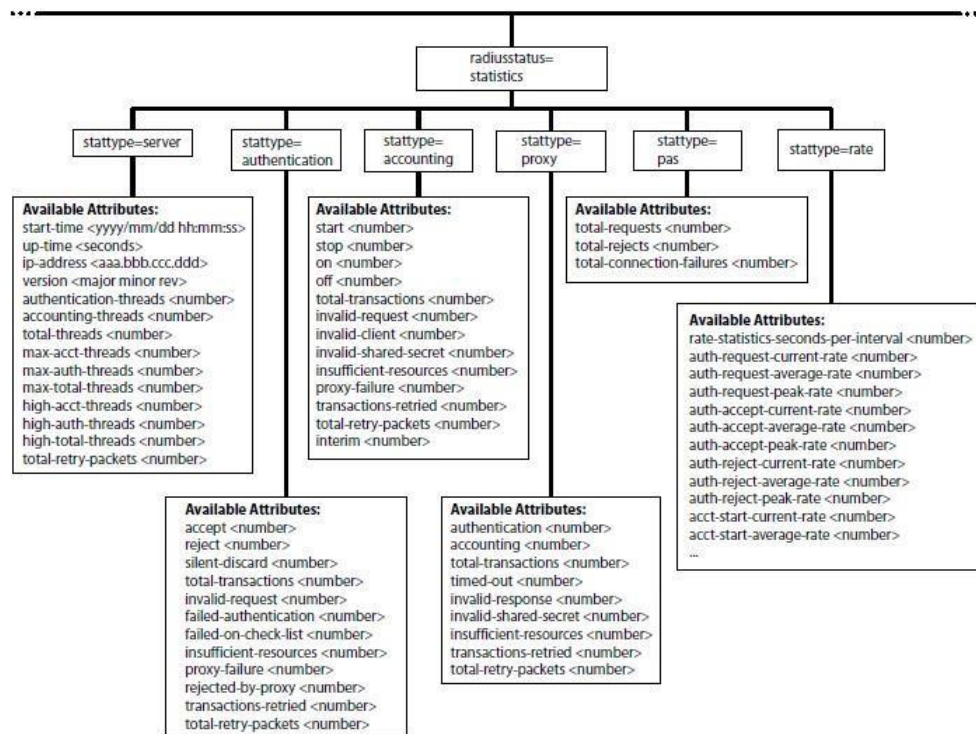 radiusstatus=
statistics
stattype=server
stattype=
authentication
stattype=
accounting
stattype=
proxy
stattype=
pas
stattype=rate
Available Attributes:
start-time <yyyy/mm/dd hh:mm:ss>
up-time <seconds>
ip-address <aaa.bbb.ccc.ddd>
version <major minor rev>
authentication-threads <number>
accounting-threads <number>
total-threads <number>
max-acct-threads <number>
max-auth-threads <number>
max-total-threads <number>
high-acct-threads <number>
high-auth-threads <number>
high-total-threads <number>
total-retry-packets <number>
Available Attributes:
start <number>
stop <number>
on <number>
off <number>
total-transactions <number>
invalid-request <number>
invalid-client <number>
invalid-shared-secret <number>
insufficient-resources <number>
proxy-failure <number>
transactions-retried <number>
total-retry-packets <number>
interim <number>
Available Attributes:
total-requests <number>
total-rejects <number>
total-connection-failures <number>
Available Attributes:
rate-statistics-seconds-per-interval <number>
auth-request-current-rate <number>
auth-request-average-rate <number>
auth-request-peak-rate <number>
auth-accept-current-rate <number>
auth-accept-average-rate <number>
auth-accept-peak-rate <number>
auth-reject-current-rate <number>
auth-reject-average-rate <number>
auth-reject-peak-rate <number>
acct-start-current-rate <number>
acct-start-average-rate <number>
...
Available Attributes:
accept <number>
reject <number>
silent-discard <number>
total-transactions <number>
invalid-request <number>
failed-authentication <number>
failed-on-check-list <number>
insufficient-resources <number>
proxy-failure <number>
rejected-by-proxy <number>
transactions-retried <number>
total-retry-packets <number>
Available Attributes:
authentication <number>
accounting <number>
total-transactions <number>
timed-out <number>
invalid-response <number>
invalid-shared-secret <number>
insufficient-resources <number>
transactions-retried <number>
total-retry-packets <number>